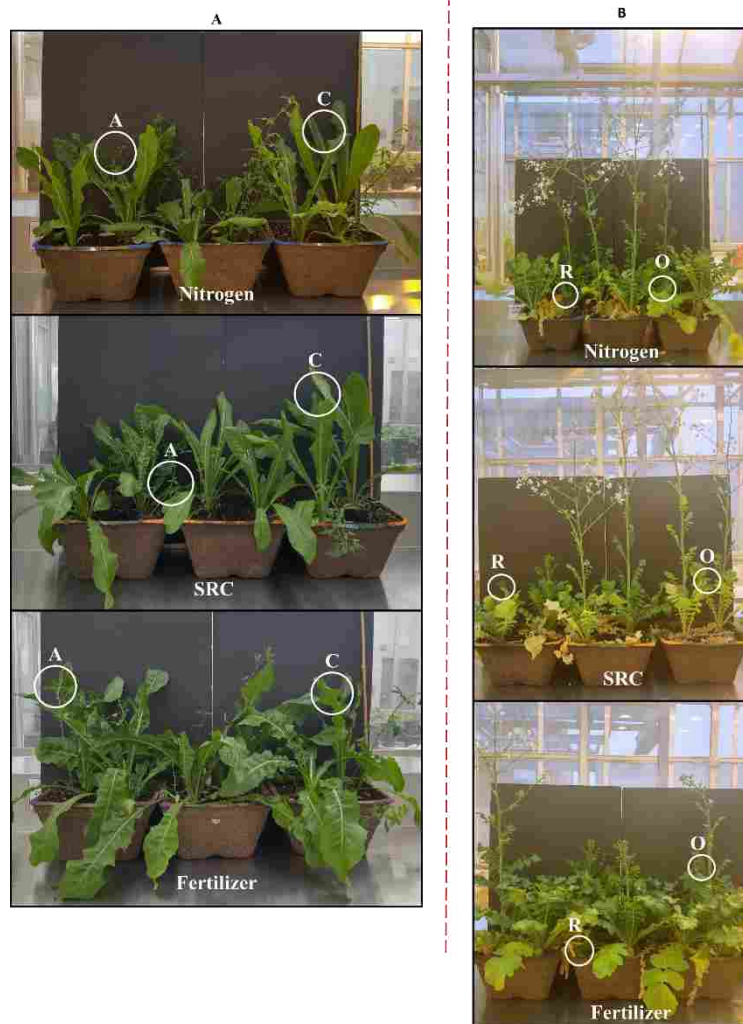 A
A
C
Nitrogen
A
C
SRC
A
C
Fertilizer
B
R
O
Nitrogen
R
O
SRC
O
R
Fertilizer